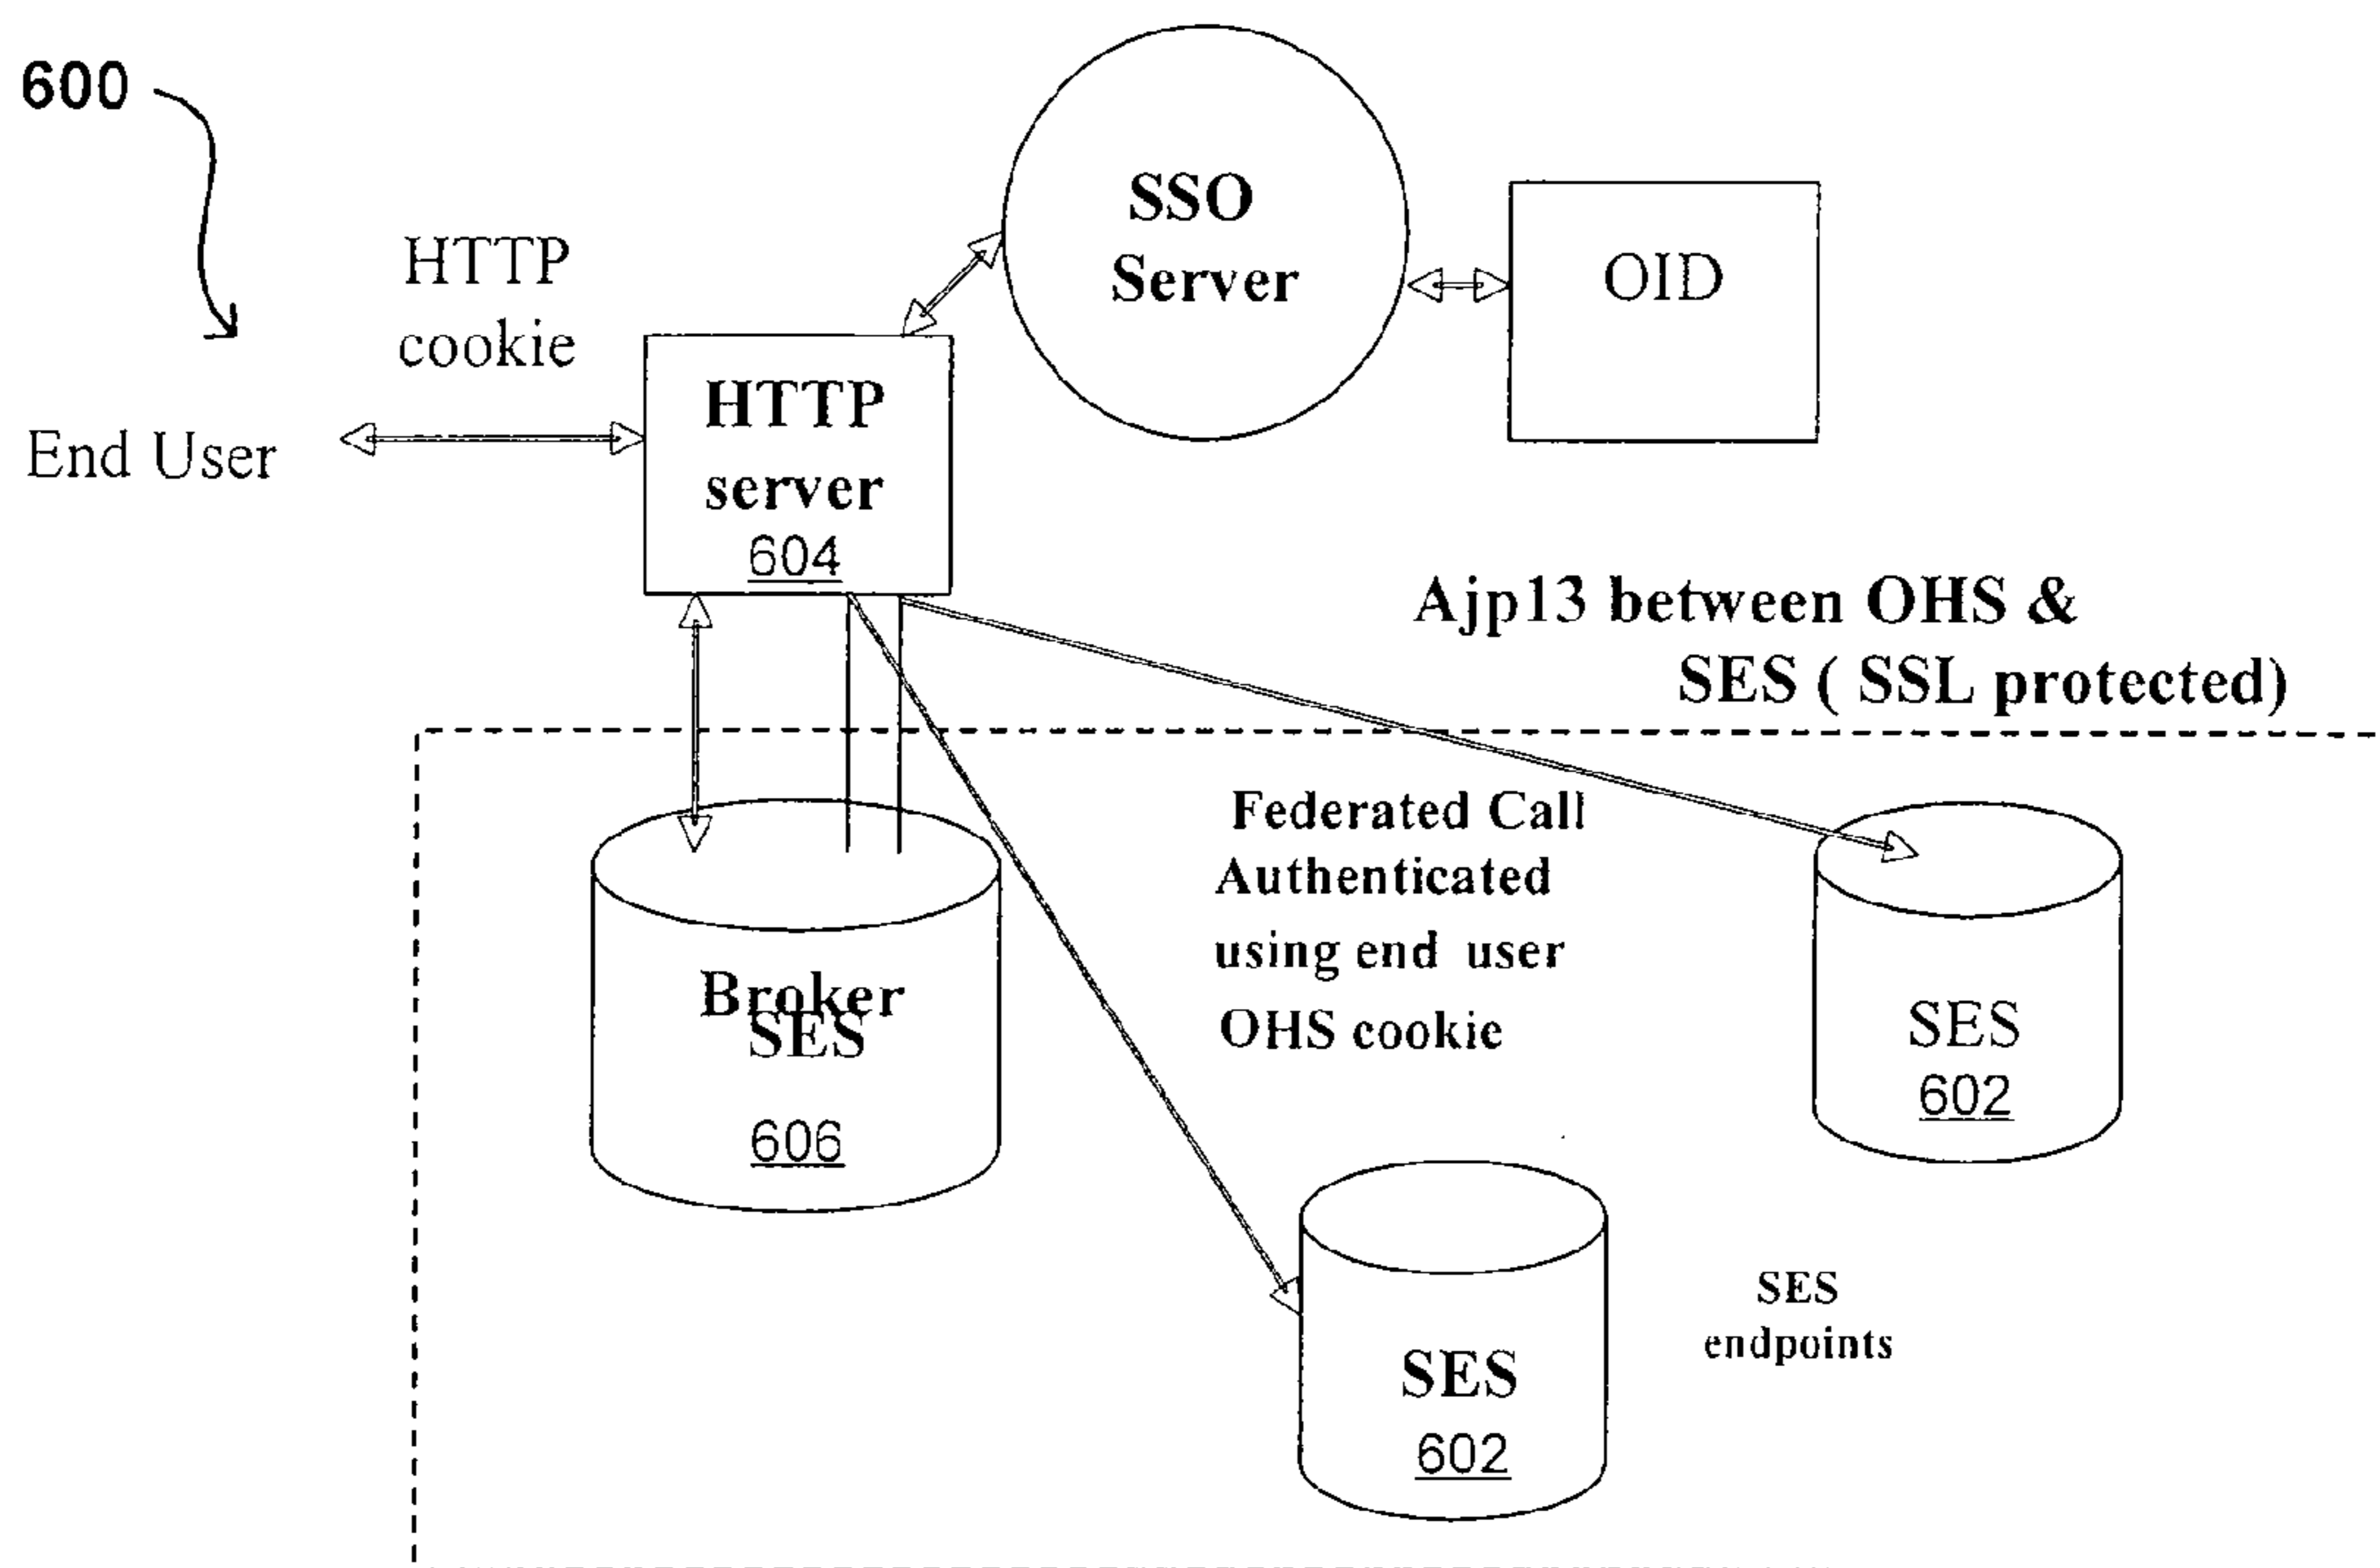 600
HTTP
cookie
End User
SSO
Server
OID
HTTP
server
604
Ajp13 between OHS &
SES ( SSL protected)
Federated Call
Authenticated
using end user
OHS cookie
Broker
SES
606
SES
602
SES
602
SES
endpoints